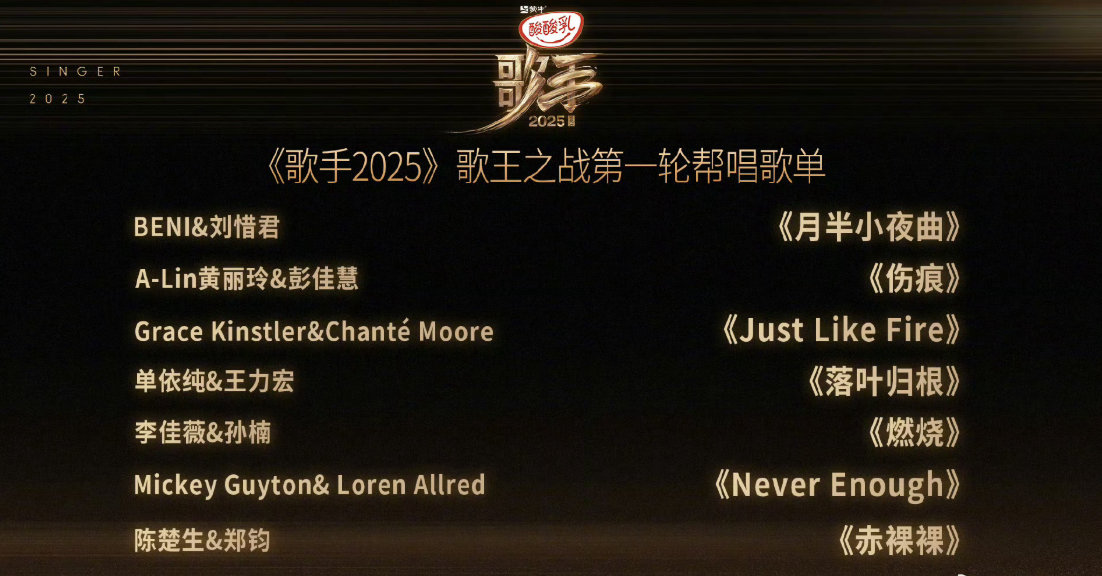 蒙牛
酸酸乳
SINGER
2025
歌手
2025
《歌手2025》歌王之战第一轮帮唱歌单
BENI&刘惜君 《月半小夜曲》
A-Lin黄丽玲&彭佳慧 《伤痕》
Grace Kinstler&Chanté Moore 《Just Like Fire》
单依纯&王力宏 《落叶归根》
李佳薇&孙楠 《燃烧》
Mickey Guyton& Loren Allred 《Never Enough》
陈楚生&郑钧 《赤裸裸》